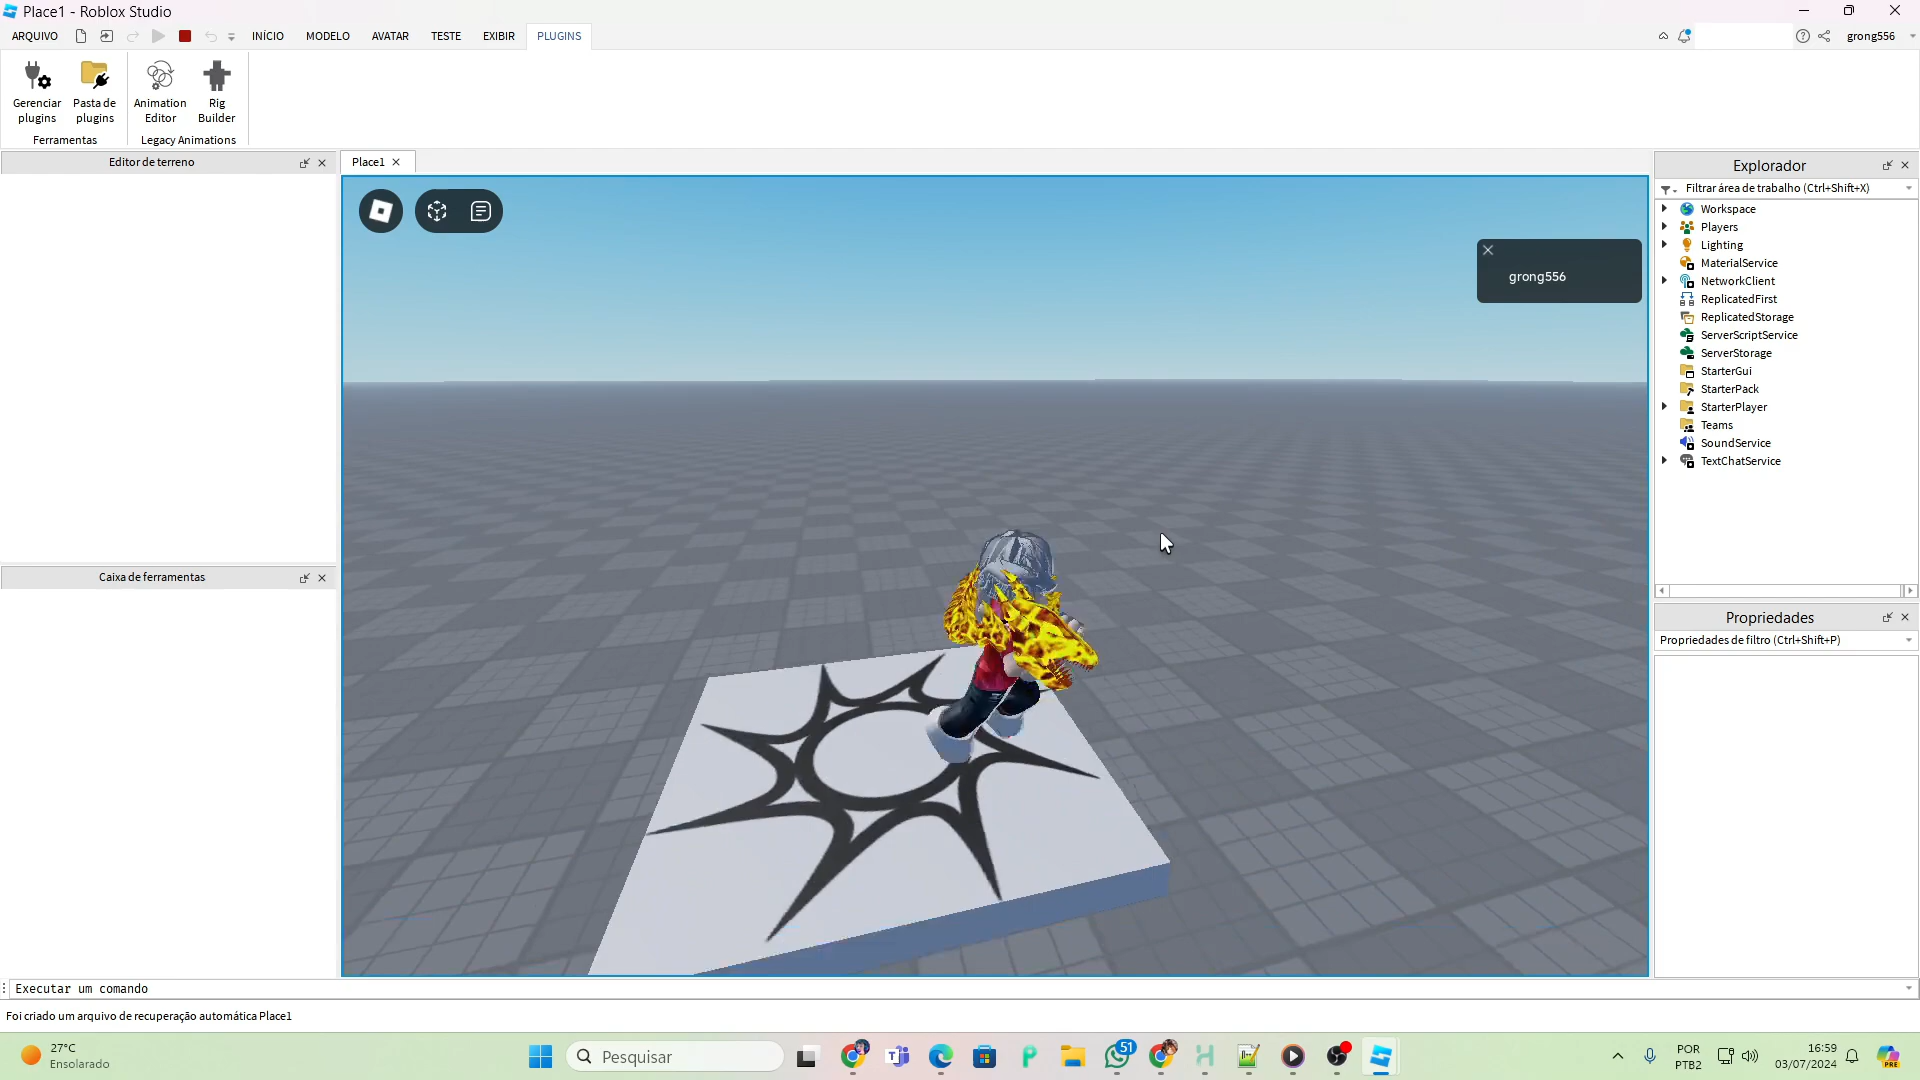 Place1 - Roblox Studio
ARQUIVO
INÍCIO
MODELO
AVATAR
TESTE
EXIBIR
PLUGINS
grong556
Gerenciar
plugins
Pasta de
plugins
Animation
Editor
Rig
Builder
Ferramentas
Legacy Animations
Editor de terreno
Place1
grong556
Caixa de ferramentas
Explorador
Filtrar área de trabalho (Ctrl+Shift+X)
Workspace
Players
Lighting
MaterialService
NetworkClient
ReplicatedFirst
ReplicatedStorage
ServerScriptService
ServerStorage
StarterGui
StarterPack
StarterPlayer
Teams
SoundService
TextChatService
Propriedades
Propriedades de filtro (Ctrl+Shift+P)
Executar um comando
Foi criado um arquivo de recuperação automática Place1
27°C
Ensolarado
Pesquisar
51
POR
PTB2
16:59
03/07/2024
PRE